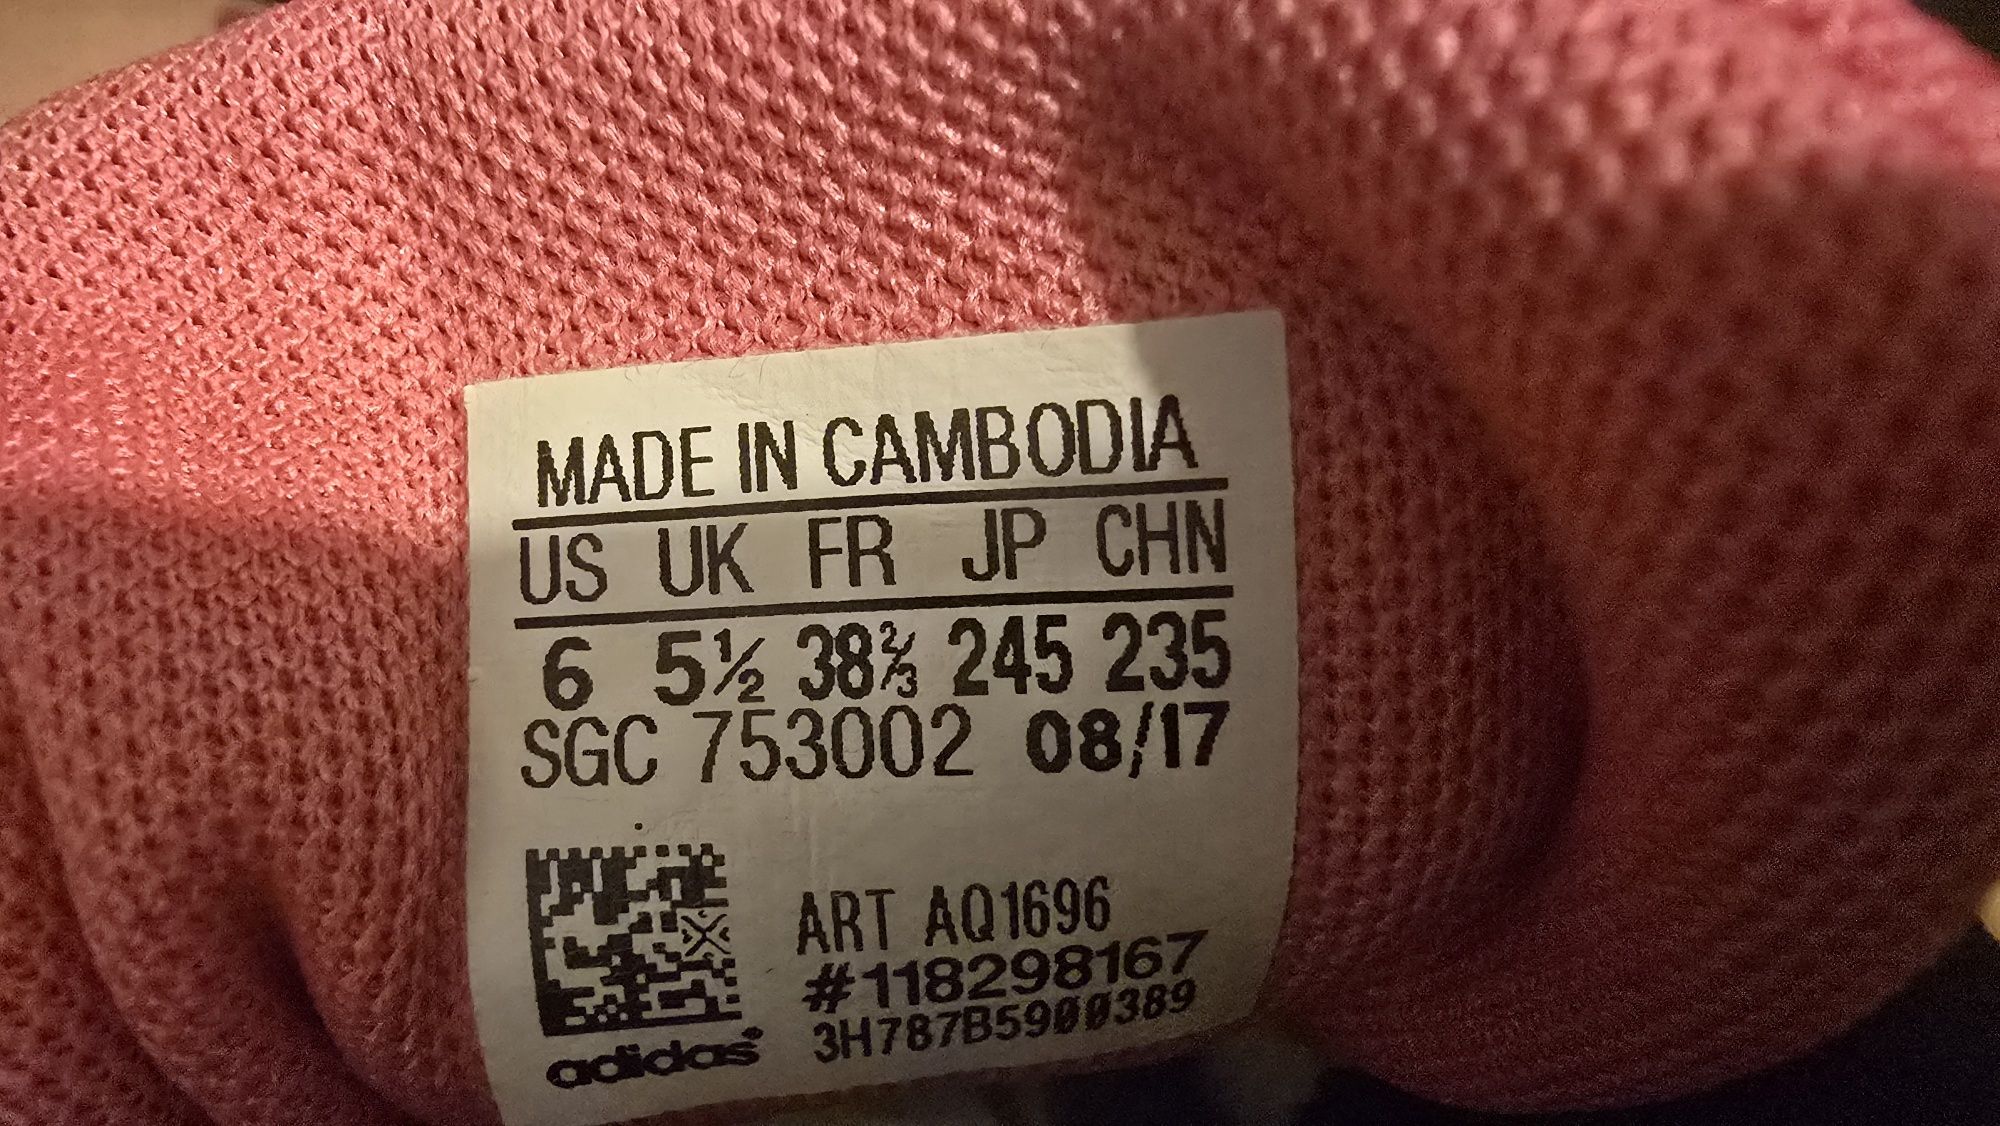 MADE IN CAMBODIA
US UK FR JP CHN
6 5½ 38⅔ 245 235
SGC 753002 08/17
ART AQ1696
#118298167
3H787B5900389
adidas